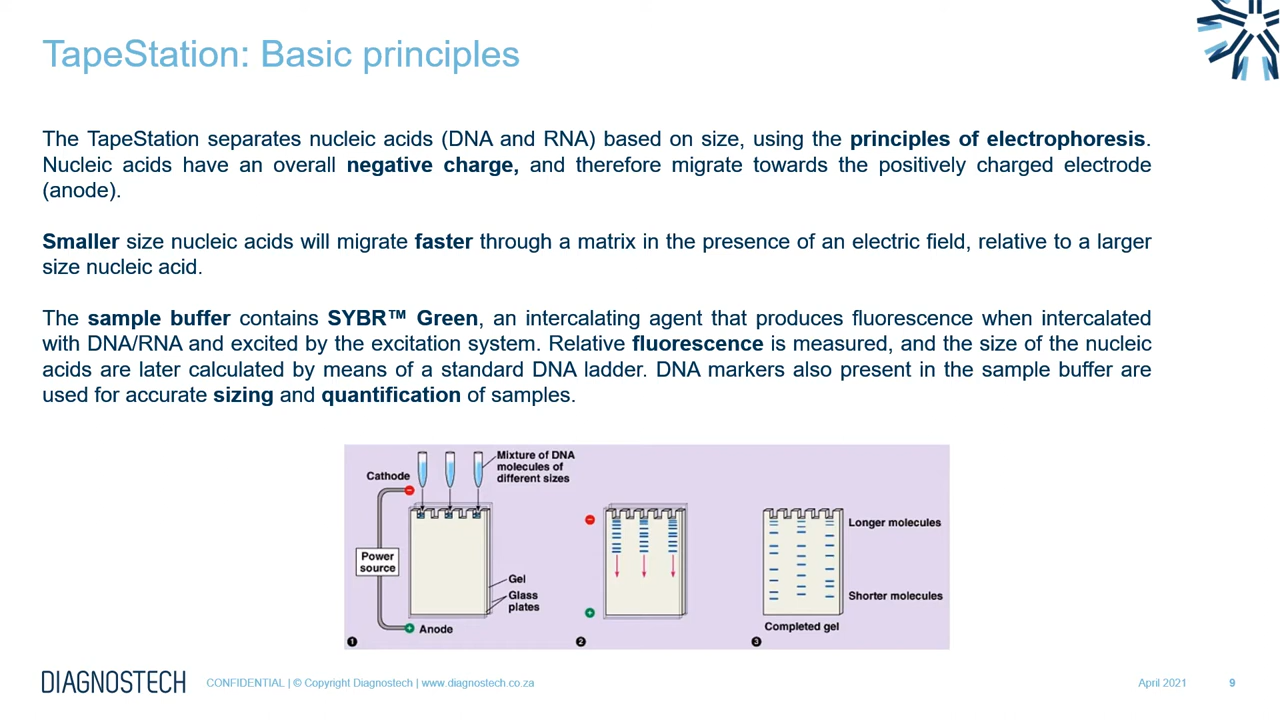 TapeStation: Basic principles
The TapeStation separates nucleic acids (DNA and RNA) based on size, using the principles of electrophoresis.
Nucleic acids have an overall negative charge, and therefore migrate towards the positively charged electrode
(anode).
Smaller size nucleic acids will migrate faster through a matrix in the presence of an electric field, relative to a larger
size nucleic acid.
The sample buffer contains SYBR™ Green, an intercalating agent that produces fluorescence when intercalated
with DNA/RNA and excited by the excitation system. Relative fluorescence is measured, and the size of the nucleic
acids are later calculated by means of a standard DNA ladder. DNA markers also present in the sample buffer are
used for accurate sizing and quantification of samples.
Mixture of DNA
molecules of
different sizes
Cathode
−
Power
source
Gel
Glass
plates
+
Anode
1
−
+
2
Longer molecules
Shorter molecules
Completed gel
3
DIAGNOSTECH
CONFIDENTIAL | © Copyright Diagnostech | www.diagnostech.co.za
April 2021
9